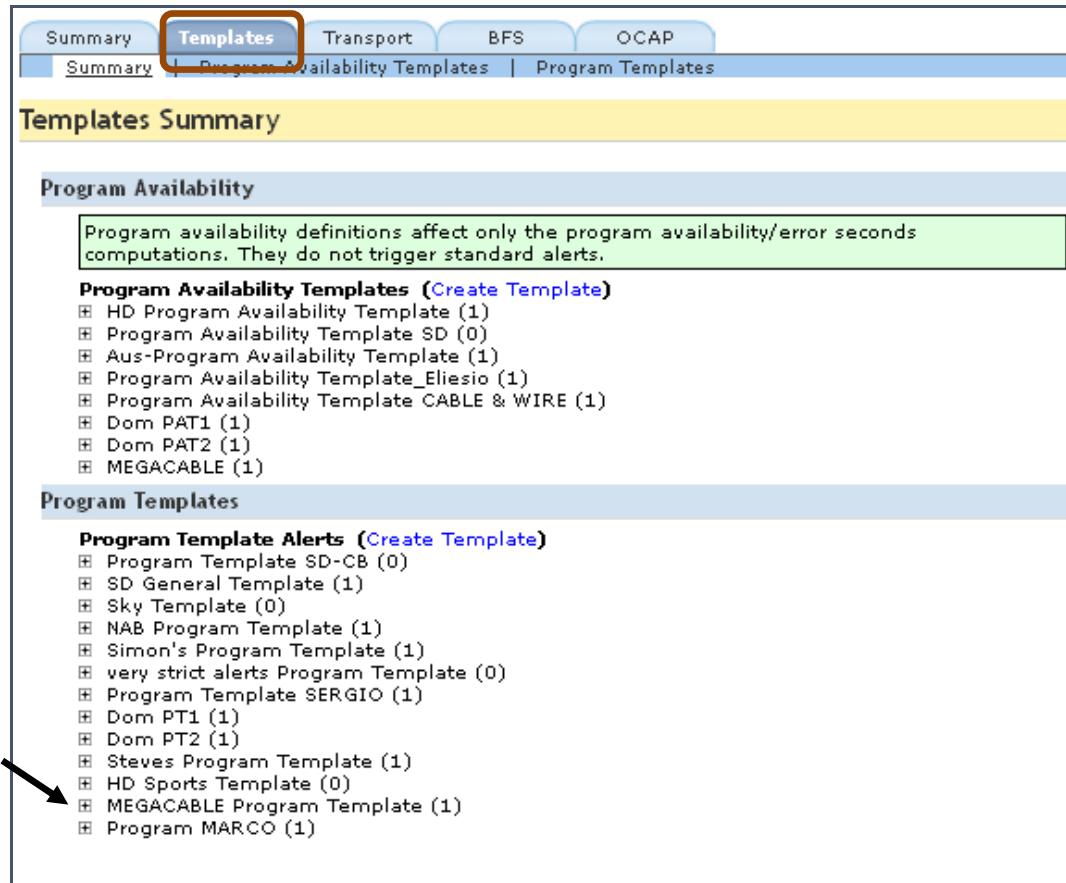 Summary Templates Transport BFS OCAP
Summary | Program Availability Templates | Program Templates
Templates Summary
Program Availability
Program availability definitions affect only the program availability/error seconds
computations. They do not trigger standard alerts.
Program Availability Templates (Create Template)
HD Program Availability Template (1)
Program Availability Template SD (0)
Aus-Program Availability Template (1)
Program Availability Template_Eliesio (1)
Program Availability Template CABLE & WIRE (1)
Dom PAT1 (1)
Dom PAT2 (1)
MEGACABLE (1)
Program Templates
Program Template Alerts (Create Template)
Program Template SD-CB (0)
SD General Template (1)
Sky Template (0)
NAB Program Template (1)
Simon's Program Template (1)
very strict alerts Program Template (0)
Program Template SERGIO (1)
Dom PT1 (1)
Dom PT2 (1)
Steves Program Template (1)
HD Sports Template (0)
MEGACABLE Program Template (1)
Program MARCO (1)